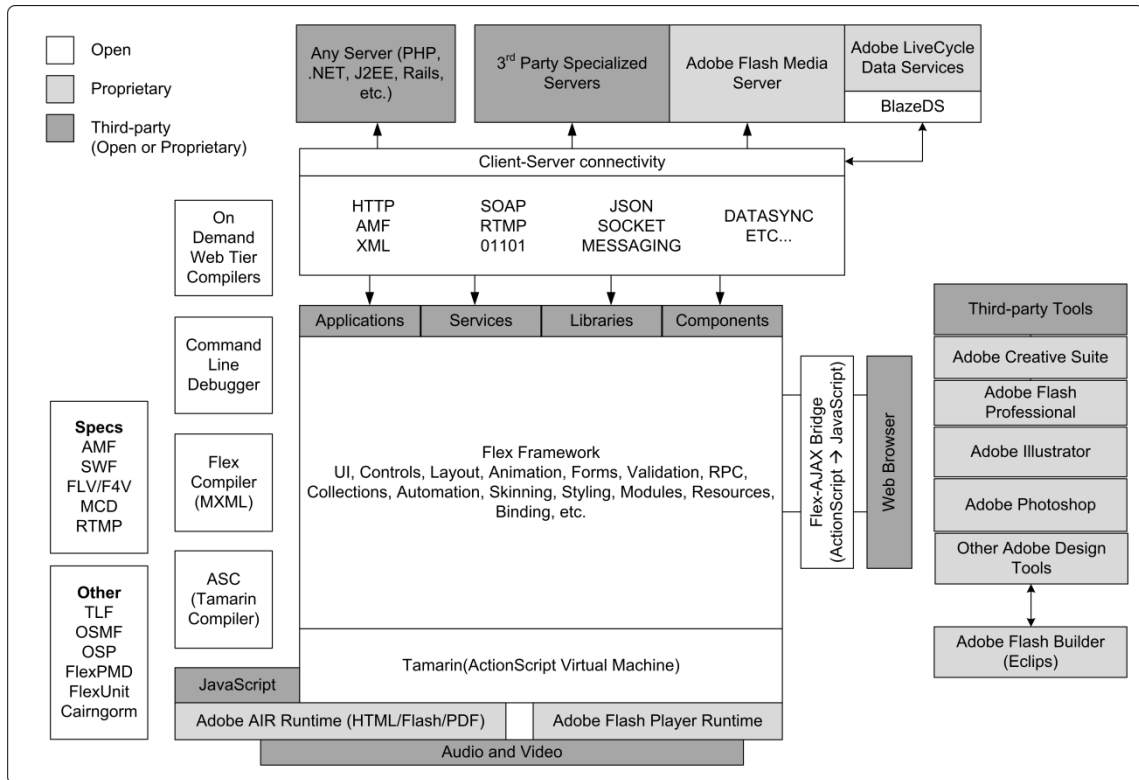 Open
Proprietary
Third-party
(Open or Proprietary)
Any Server (PHP,
.NET, J2EE, Rails,
etc.)
3rd Party Specialized
Servers
Adobe Flash Media
Server
Adobe LiveCycle
Data Services
BlazeDS
Client-Server connectivity
HTTP
AMF
XML
SOAP
RTMP
01101
JSON
SOCKET
MESSAGING
DATASYNC
ETC...
On
Demand
Web Tier
Compilers
Command
Line
Debugger
Flex
Compiler
(MXML)
ASC
(Tamarin
Compiler)
Specs
AMF
SWF
FLV/F4V
MCD
RTMP
Other
TLF
OSMF
OSP
FlexPMD
FlexUnit
Cairngorm
Applications
Services
Libraries
Components
Flex Framework
UI, Controls, Layout, Animation, Forms, Validation, RPC,
Collections, Automation, Skinning, Styling, Modules, Resources,
Binding, etc.
Tamarin(ActionScript Virtual Machine)
JavaScript
Adobe AIR Runtime (HTML/Flash/PDF)
Adobe Flash Player Runtime
Audio and Video
Flex-AJAX Bridge
(ActionScript → JavaScript)
Web Browser
Third-party Tools
Adobe Creative Suite
Adobe Flash
Professional
Adobe Illustrator
Adobe Photoshop
Other Adobe Design
Tools
Adobe Flash Builder
(Eclips)